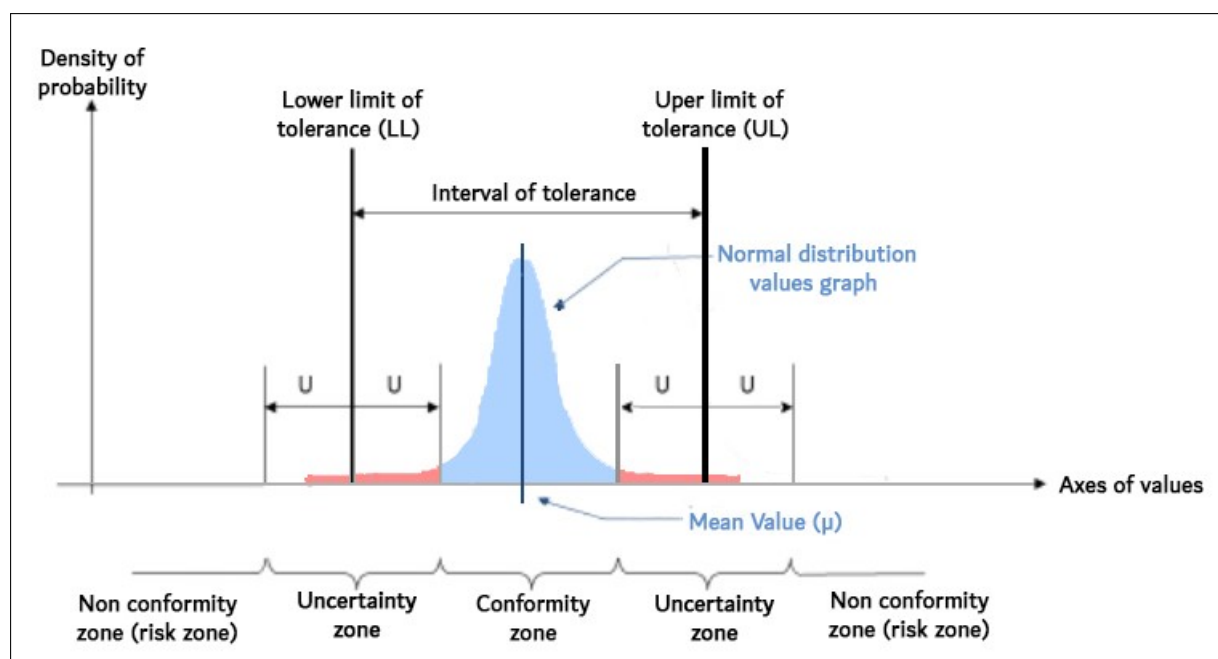 Density of
probability
Lower limit of
tolerance (LL)
Uper limit of
tolerance (UL)
Interval of tolerance
Normal distribution
values graph
U
U
U
U
Axes of values
Mean Value (μ)
Non conformity
zone (risk zone)
Uncertainty
zone
Conformity
zone
Uncertainty
zone
Non conformity
zone (risk zone)